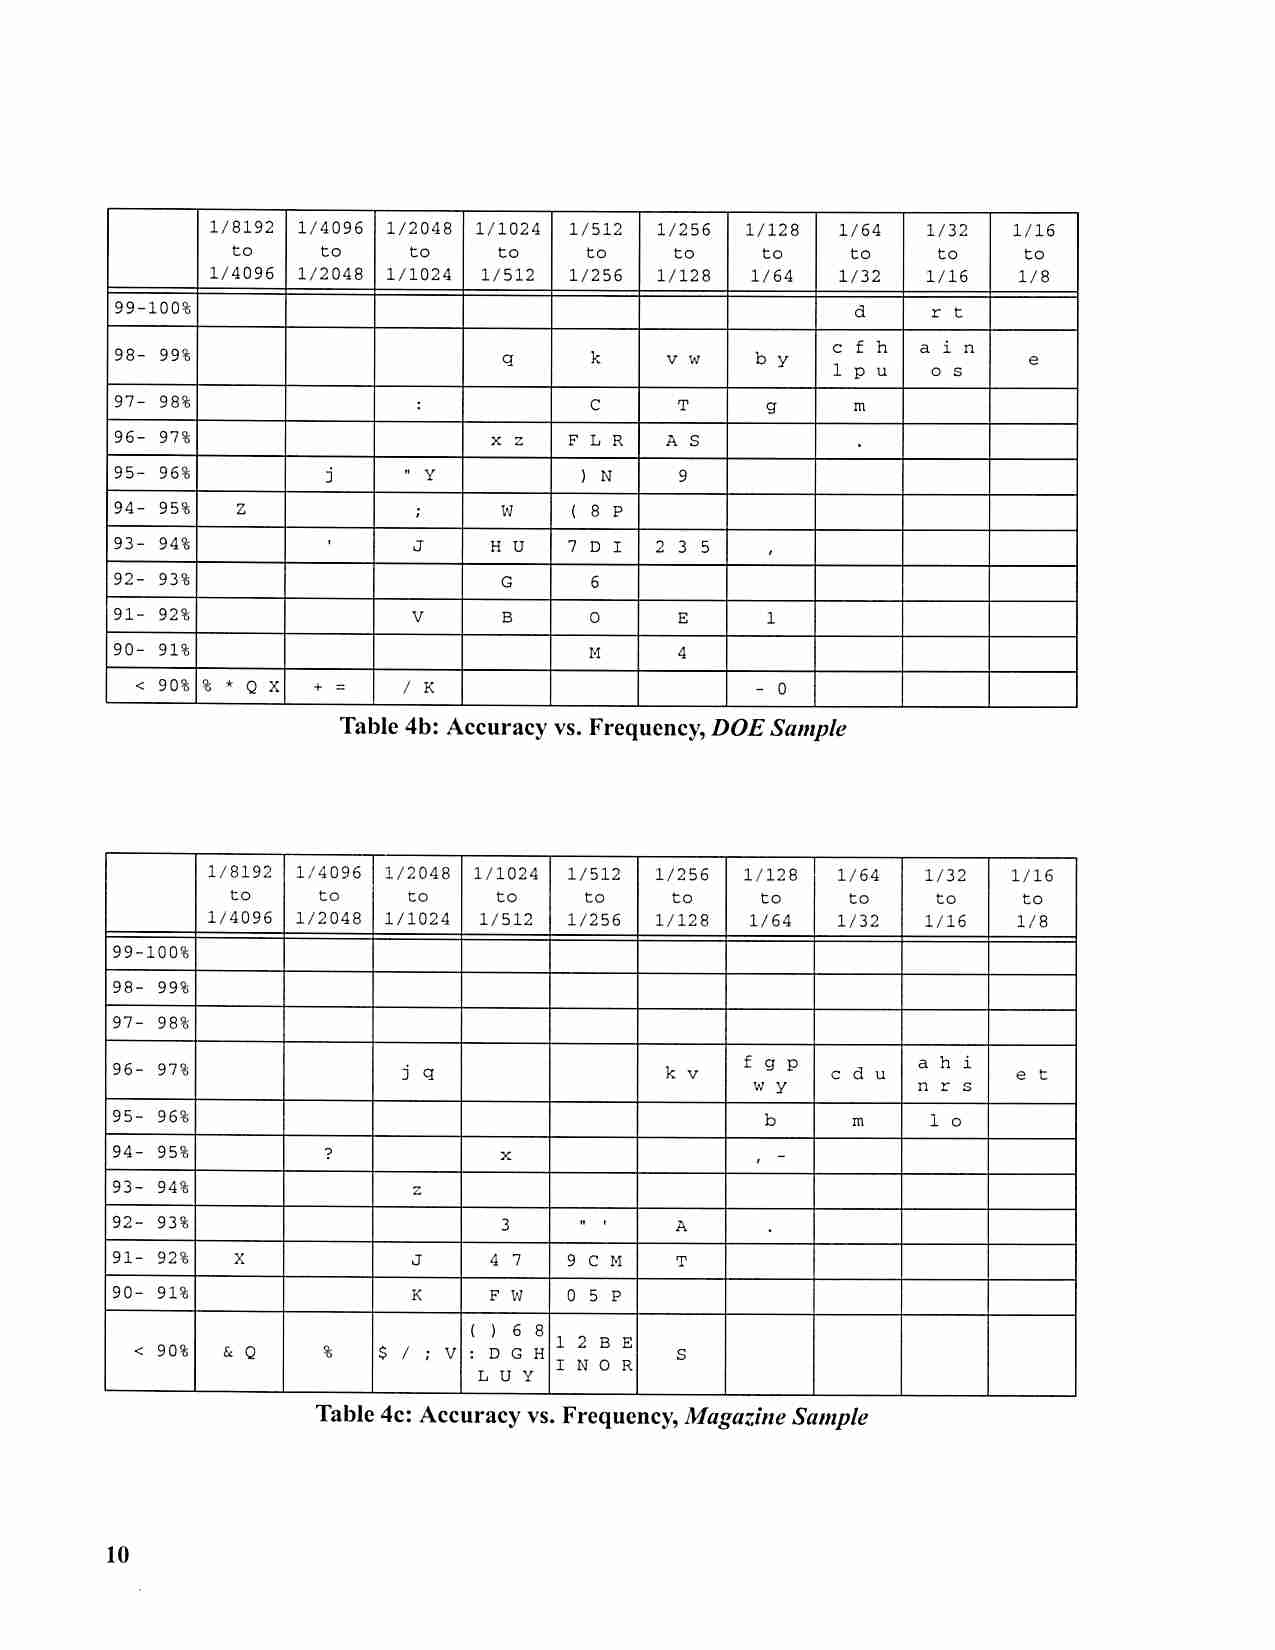 1/8192 1/4096 1/2048 1/1024 1/512 1/256 1/128 1/64 1/32 1/16
to to to to to to to to to to
1/4096 1/2048 1/1024 1/512 1/256 1/128 1/64 1/32 1/16 1/8
99-100% d r t
98- 99% q k v w b y c f h a i n e
l p u o s
97- 98% : C T g m
96- 97% x z F L R A S .
95- 96% j " Y ) N 9
94- 95% Z ; W ( 8 P
93- 94% ' J H U 7 D I 2 3 5 ,
92- 93% G 6
91- 92% V B O E 1
90- 91% M 4
< 90% % * Q X + = / K - 0
Table 4b: Accuracy vs. Frequency, DOE Sample
1/8192 1/4096 1/2048 1/1024 1/512 1/256 1/128 1/64 1/32 1/16
to to to to to to to to to to
1/4096 1/2048 1/1024 1/512 1/256 1/128 1/64 1/32 1/16 1/8
99-100%
98- 99%
97- 98%
96- 97% j q k v f g p c d u a h i e t
w y n r s
95- 96% b m l o
94- 95% ? x , -
93- 94% z
92- 93% 3 " ' A .
91- 92% X J 4 7 9 C M T
90- 91% K F W 0 5 P
( ) 6 8 1 2 B E
< 90% & Q % $ / ; V : D G H I N O R S
L U Y
Table 4c: Accuracy vs. Frequency, Magazine Sample
10